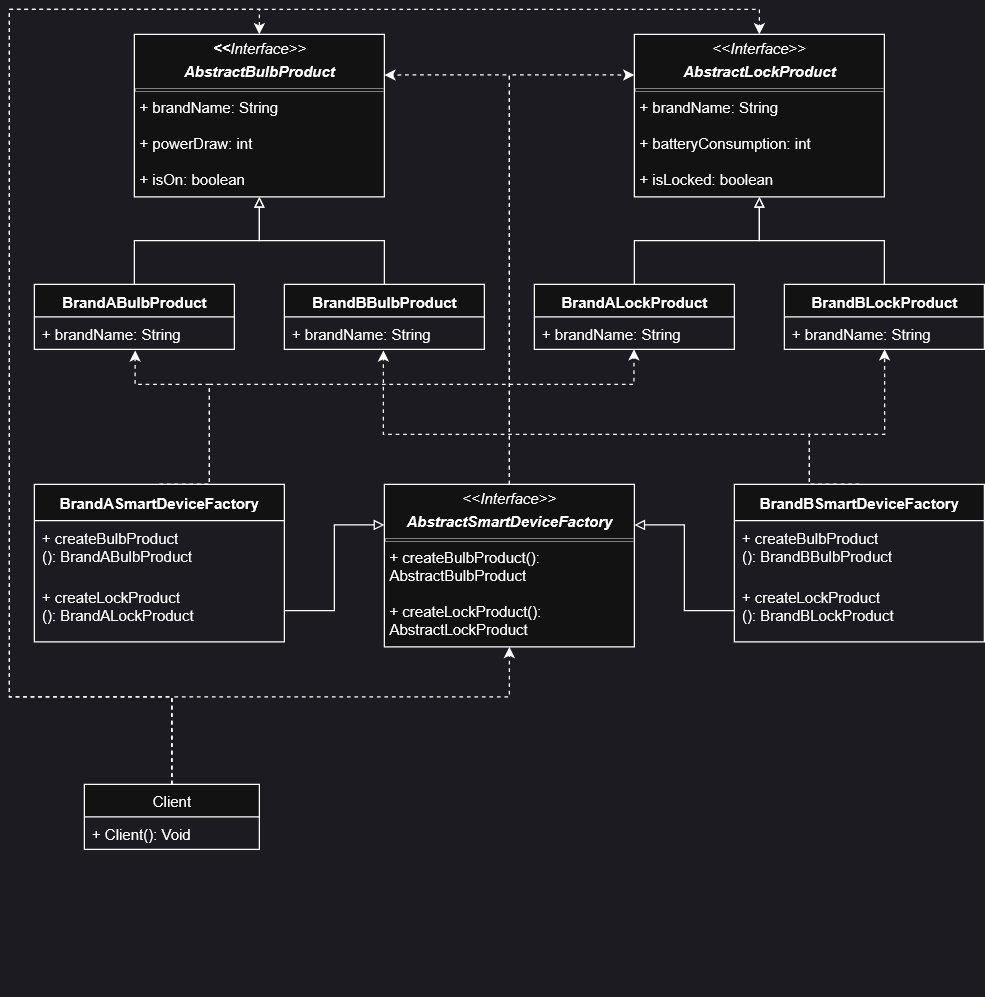 <<Interface>>
AbstractBulbProduct
+ brandName: String
+ powerDraw: int
+ isOn: boolean
<<Interface>>
AbstractLockProduct
+ brandName: String
+ batteryConsumption: int
+ isLocked: boolean
BrandABulbProduct
+ brandName: String
BrandBBulbProduct
+ brandName: String
BrandALockProduct
+ brandName: String
BrandBLockProduct
+ brandName: String
BrandASmartDeviceFactory
+ createBulbProduct
(): BrandABulbProduct
+ createLockProduct
(): BrandALockProduct
<<Interface>>
AbstractSmartDeviceFactory
+ createBulbProduct():
AbstractBulbProduct
+ createLockProduct():
AbstractLockProduct
BrandBSmartDeviceFactory
+ createBulbProduct
(): BrandBBulbProduct
+ createLockProduct
(): BrandBLockProduct
Client
+ Client(): Void